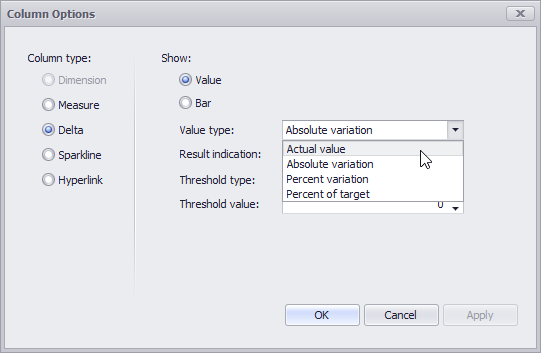 Column Options
Column type:
Show:
Dimension
Value
Measure
Bar
Delta
Value type:
Absolute variation
Sparkline
Result indication:
Actual value
Absolute variation
Hyperlink
Threshold type:
Percent variation
Percent of target
Threshold value:
0
OK
Cancel
Apply